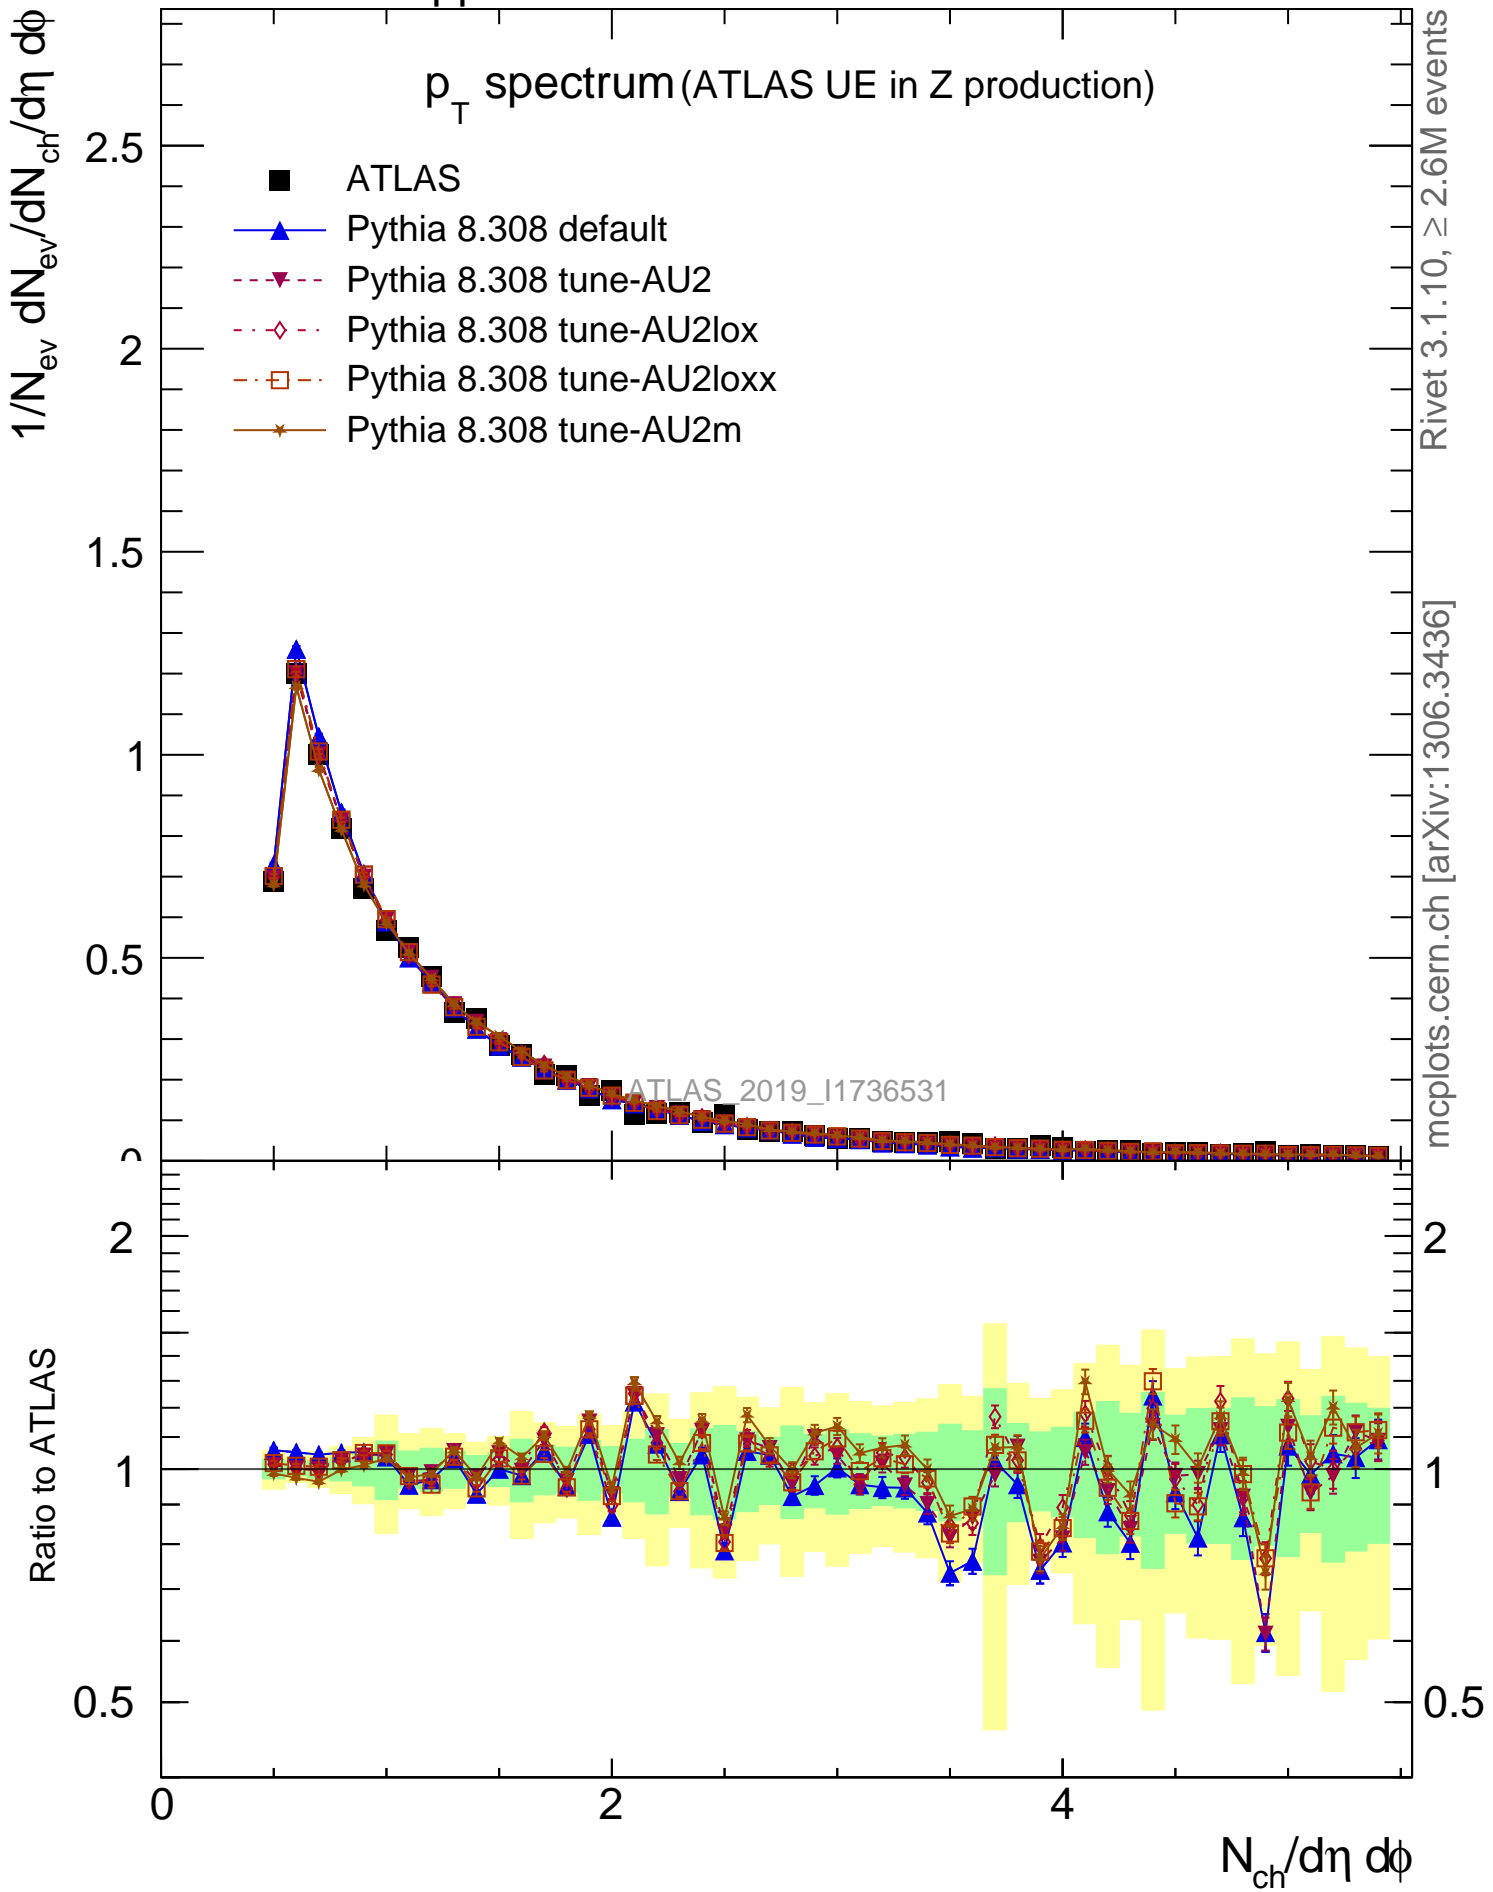 p_T spectrum (ATLAS UE in Z production)
1/N_ev dN_ev/dN_ch/dη dϕ
ATLAS
Pythia 8.308 default
Pythia 8.308 tune-AU2
Pythia 8.308 tune-AU2lox
Pythia 8.308 tune-AU2loxx
Pythia 8.308 tune-AU2m
2.5
2
1.5
1
0.5
0
ATLAS_2019_I1736531
Rivet 3.1.10, ≥ 2.6M events
mcplots.cern.ch [arXiv:1306.3436]
Ratio to ATLAS
2
1
0.5
2
1
0.5
0
2
4
N_ch/dη dϕ